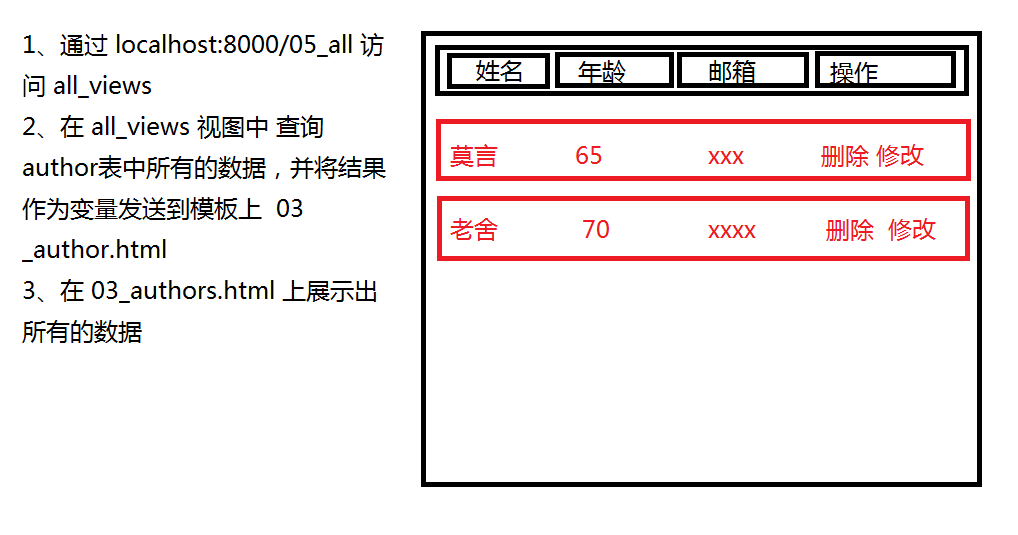 1、通过 localhost:8000/05_all 访
问 all_views
2、在 all_views 视图中 查询
author表中所有的数据，并将结果
作为变量发送到模板上 03
_author.html
3、在 03_authors.html 上展示出
所有的数据
姓名 年龄 邮箱 操作
莫言 65 xxx 删除 修改
老舍 70 xxxx 删除 修改